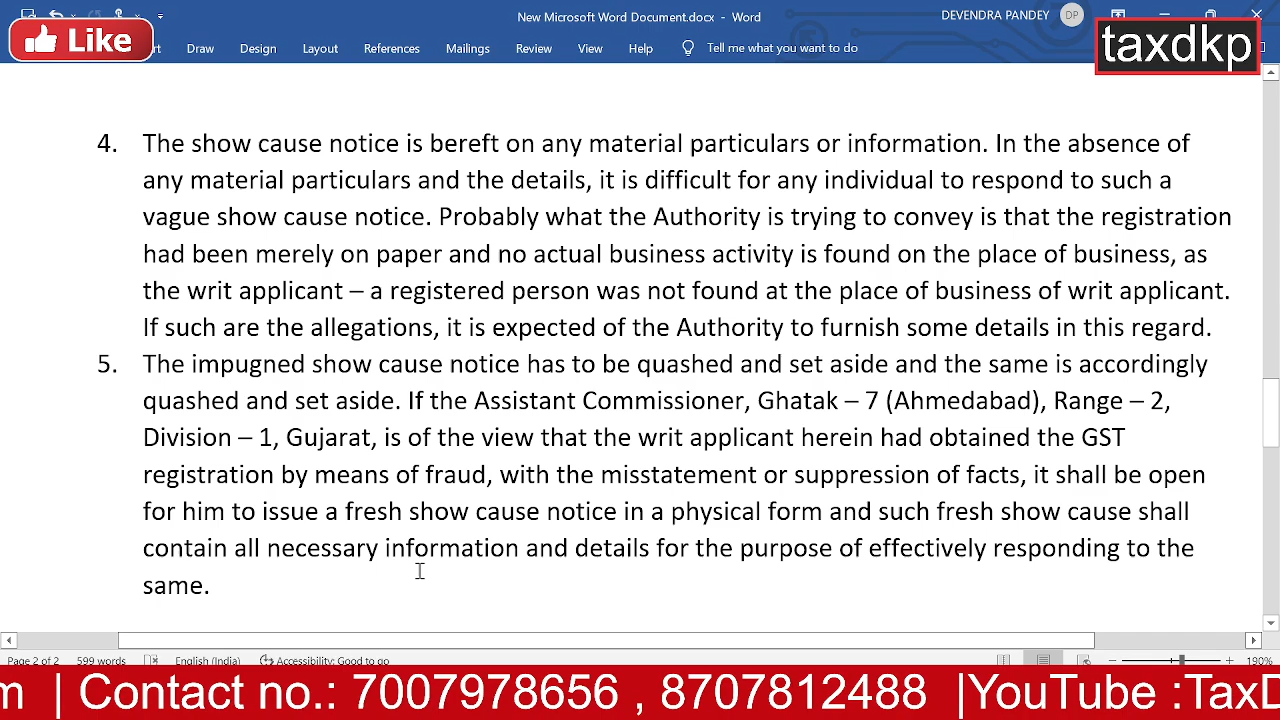 New Microsoft Word Document.docx - Word
DEVENDRA PANDEY DP
Like
Draw Design Layout References Mailings Review View Help Tell me what you want to do
taxdkp
4. The show cause notice is bereft on any material particulars or information. In the absence of
any material particulars and the details, it is difficult for any individual to respond to such a
vague show cause notice. Probably what the Authority is trying to convey is that the registration
had been merely on paper and no actual business activity is found on the place of business, as
the writ applicant – a registered person was not found at the place of business of writ applicant.
If such are the allegations, it is expected of the Authority to furnish some details in this regard.
5. The impugned show cause notice has to be quashed and set aside and the same is accordingly
quashed and set aside. If the Assistant Commissioner, Ghatak – 7 (Ahmedabad), Range – 2,
Division – 1, Gujarat, is of the view that the writ applicant herein had obtained the GST
registration by means of fraud, with the misstatement or suppression of facts, it shall be open
for him to issue a fresh show cause notice in a physical form and such fresh show cause shall
contain all necessary information and details for the purpose of effectively responding to the
same.
Page 2 of 2 599 words English (India) Accessibility: Good to go 190%
m | Contact no.: 7007978656 , 8707812488 |YouTube :TaxD